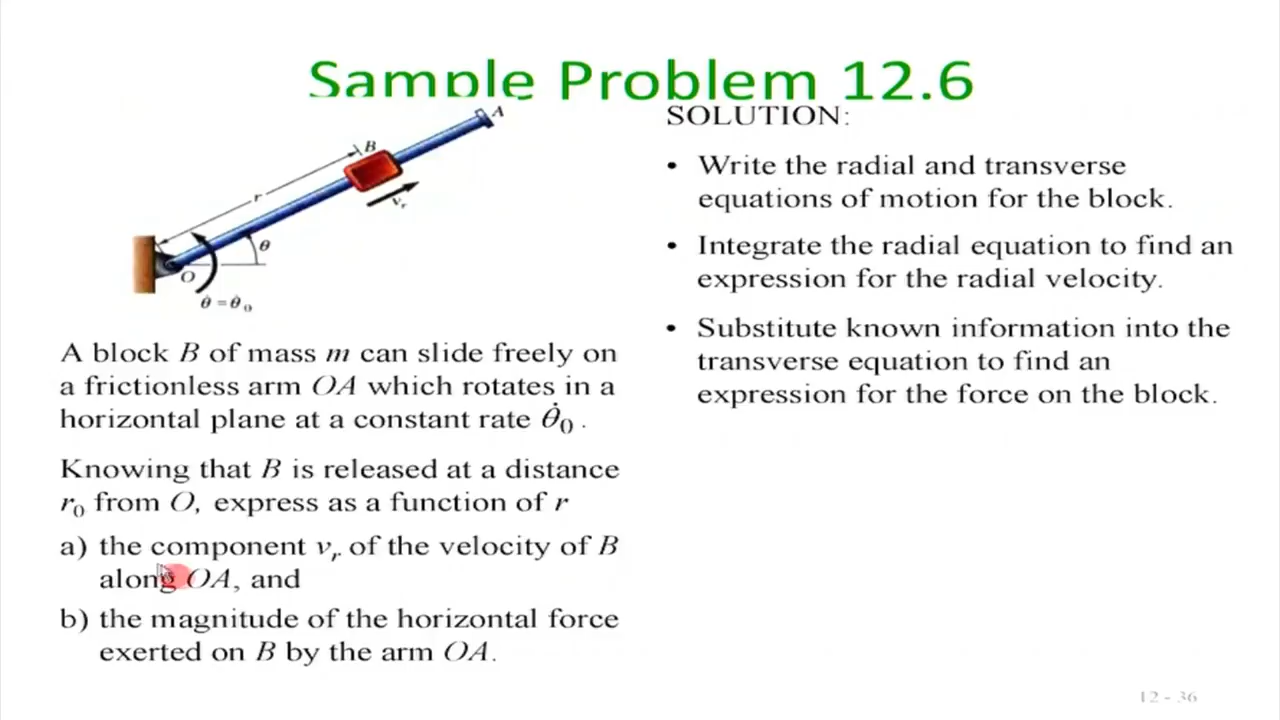 Sample Problem 12.6
A
B
r
v_r
θ
O
θ̇ = θ̇₀
A block B of mass m can slide freely on
a frictionless arm OA which rotates in a
horizontal plane at a constant rate θ̇₀ .
Knowing that B is released at a distance
r₀ from O, express as a function of r
a) the component vᵣ of the velocity of B
along OA, and
b) the magnitude of the horizontal force
exerted on B by the arm OA.
SOLUTION:
• Write the radial and transverse
equations of motion for the block.
• Integrate the radial equation to find an
expression for the radial velocity.
• Substitute known information into the
transverse equation to find an
expression for the force on the block.
12 - 36